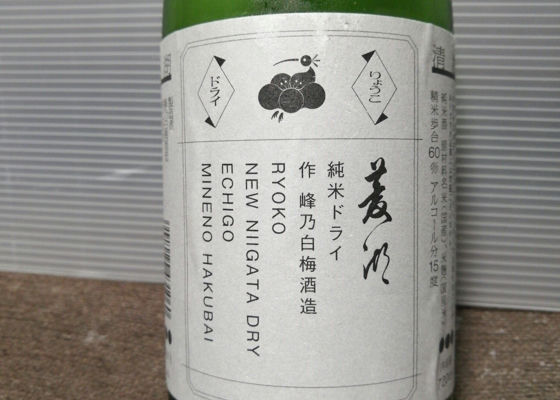 りょうこ
ドライ
菱湖
純米ドライ
作 峰乃白梅酒造
RYOKO
NEW NIIGATA DRY
ECHIGO
MINENO HAKUBAI
清
精米歩合60% アルコール分15度